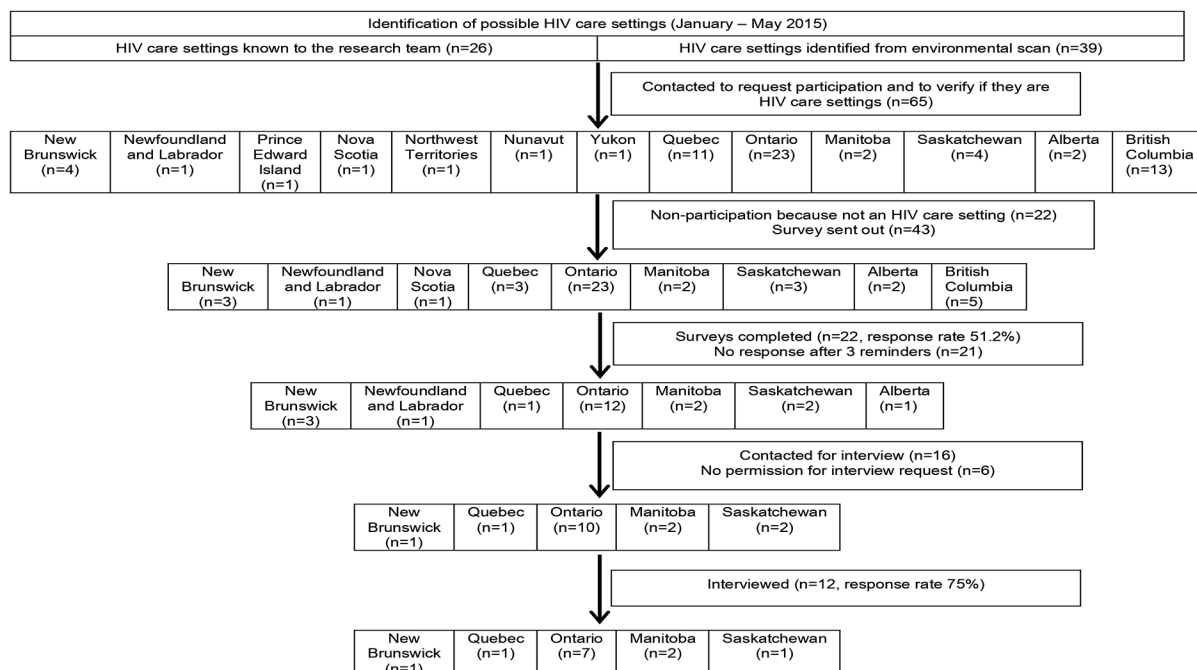 Identification of possible HIV care settings (January – May 2015)
HIV care settings known to the research team (n=26)
HIV care settings identified from environmental scan (n=39)
Contacted to request participation and to verify if they are
HIV care settings (n=65)
New
Brunswick
(n=4)
Newfoundland
and Labrador
(n=1)
Prince
Edward
Island
(n=1)
Nova
Scotia
(n=1)
Northwest
Territories
(n=1)
Nunavut
(n=1)
Yukon
(n=1)
Quebec
(n=11)
Ontario
(n=23)
Manitoba
(n=2)
Saskatchewan
(n=4)
Alberta
(n=2)
British
Columbia
(n=13)
Non-participation because not an HIV care setting (n=22)
Survey sent out (n=43)
New
Brunswick
(n=3)
Newfoundland
and Labrador
(n=1)
Nova
Scotia
(n=1)
Quebec
(n=3)
Ontario
(n=23)
Manitoba
(n=2)
Saskatchewan
(n=3)
Alberta
(n=2)
British
Columbia
(n=5)
Surveys completed (n=22, response rate 51.2%)
No response after 3 reminders (n=21)
New
Brunswick
(n=3)
Newfoundland
and Labrador
(n=1)
Quebec
(n=1)
Ontario
(n=12)
Manitoba
(n=2)
Saskatchewan
(n=2)
Alberta
(n=1)
Contacted for interview (n=16)
No permission for interview request (n=6)
New
Brunswick
(n=1)
Quebec
(n=1)
Ontario
(n=10)
Manitoba
(n=2)
Saskatchewan
(n=2)
Interviewed (n=12, response rate 75%)
New
Brunswick
(n=1)
Quebec
(n=1)
Ontario
(n=7)
Manitoba
(n=2)
Saskatchewan
(n=1)